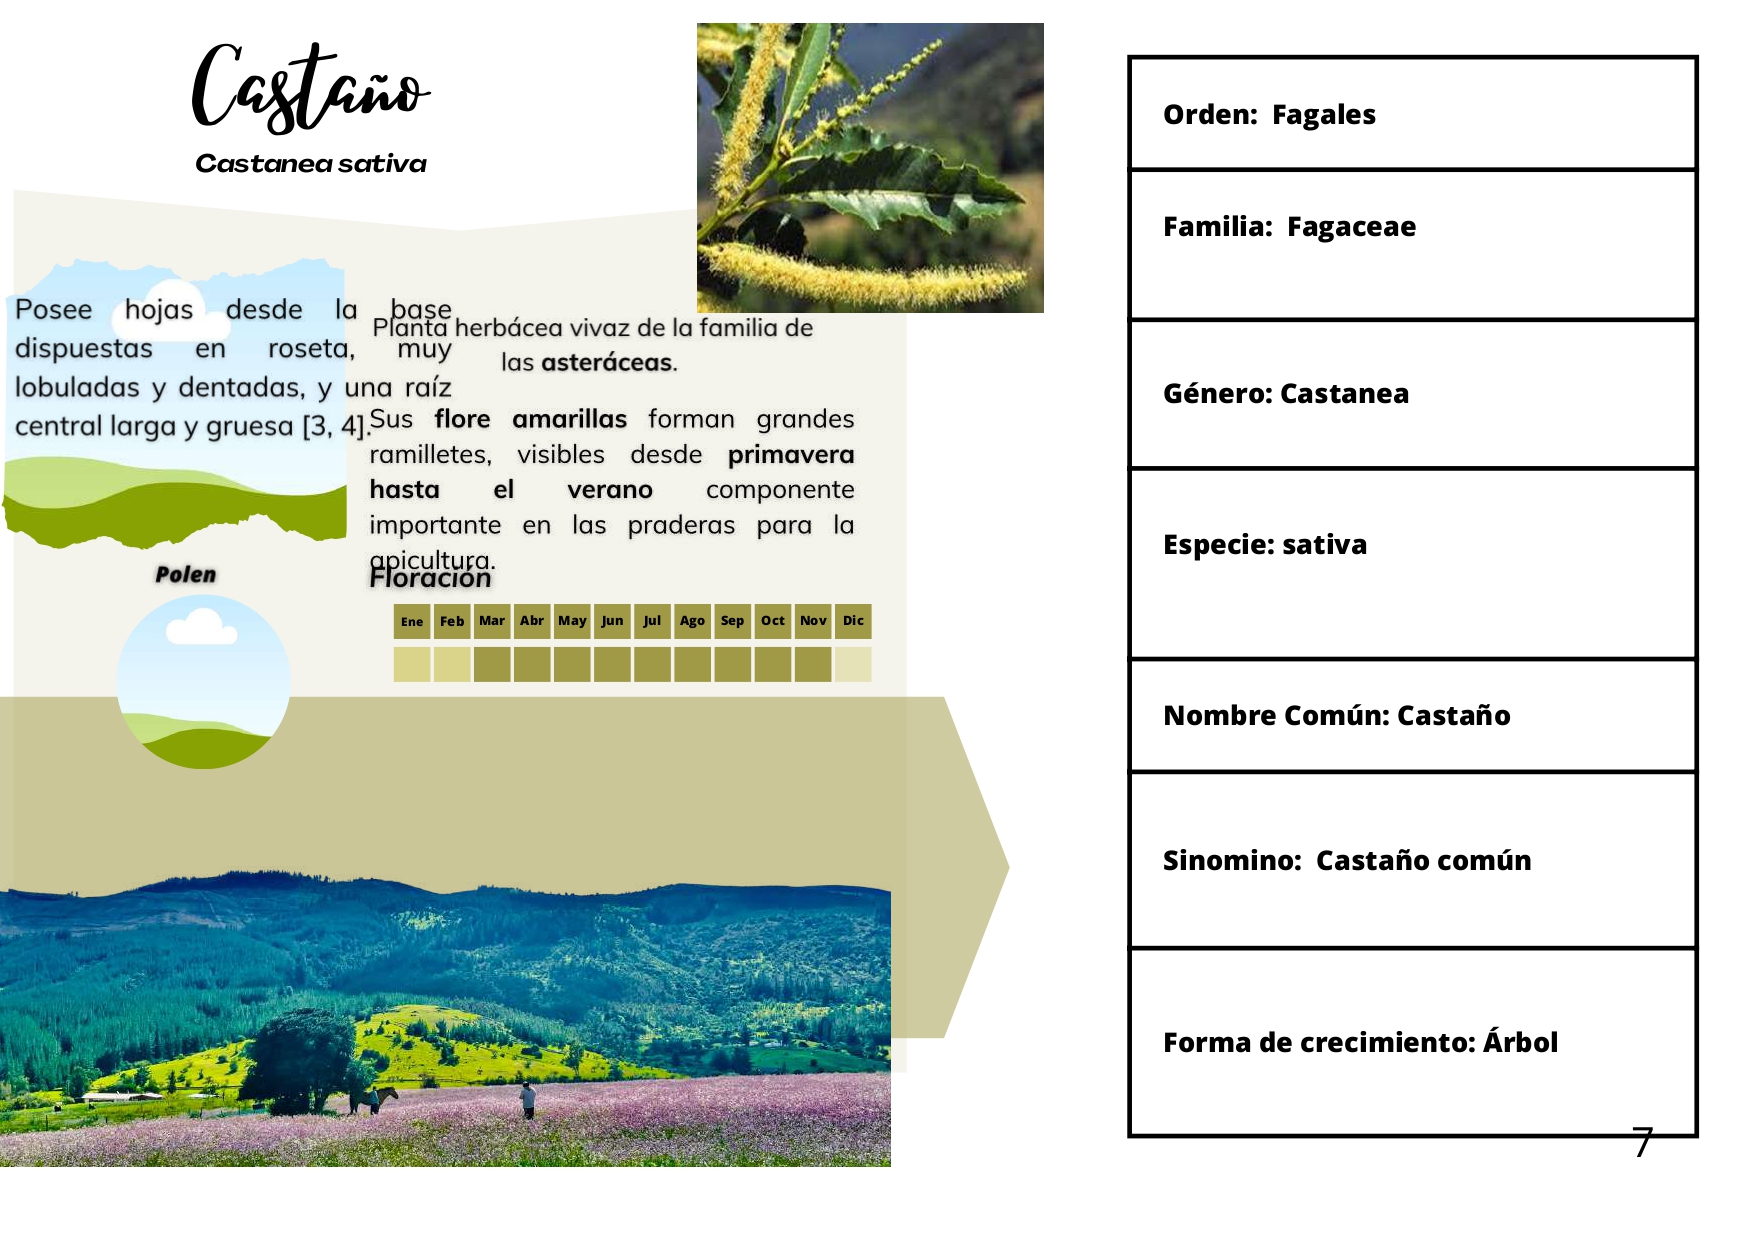 Castaño
Castanea sativa
Posee hojas desde la base
dispuestas en roseta, muy
lobuladas y dentadas, y una raíz
central larga y gruesa [3, 4].
Planta herbácea vivaz de la familia de
las asteráceas.
Sus flore amarillas forman grandes
ramilletes, visibles desde primavera
hasta el verano componente
importante en las praderas para la
apicultura.
Polen
Floración
Ene Feb Mar Abr May Jun Jul Ago Sep Oct Nov Dic
Orden: Fagales
Familia: Fagaceae
Género: Castanea
Especie: sativa
Nombre Común: Castaño
Sinomino: Castaño común
Forma de crecimiento: Árbol
7